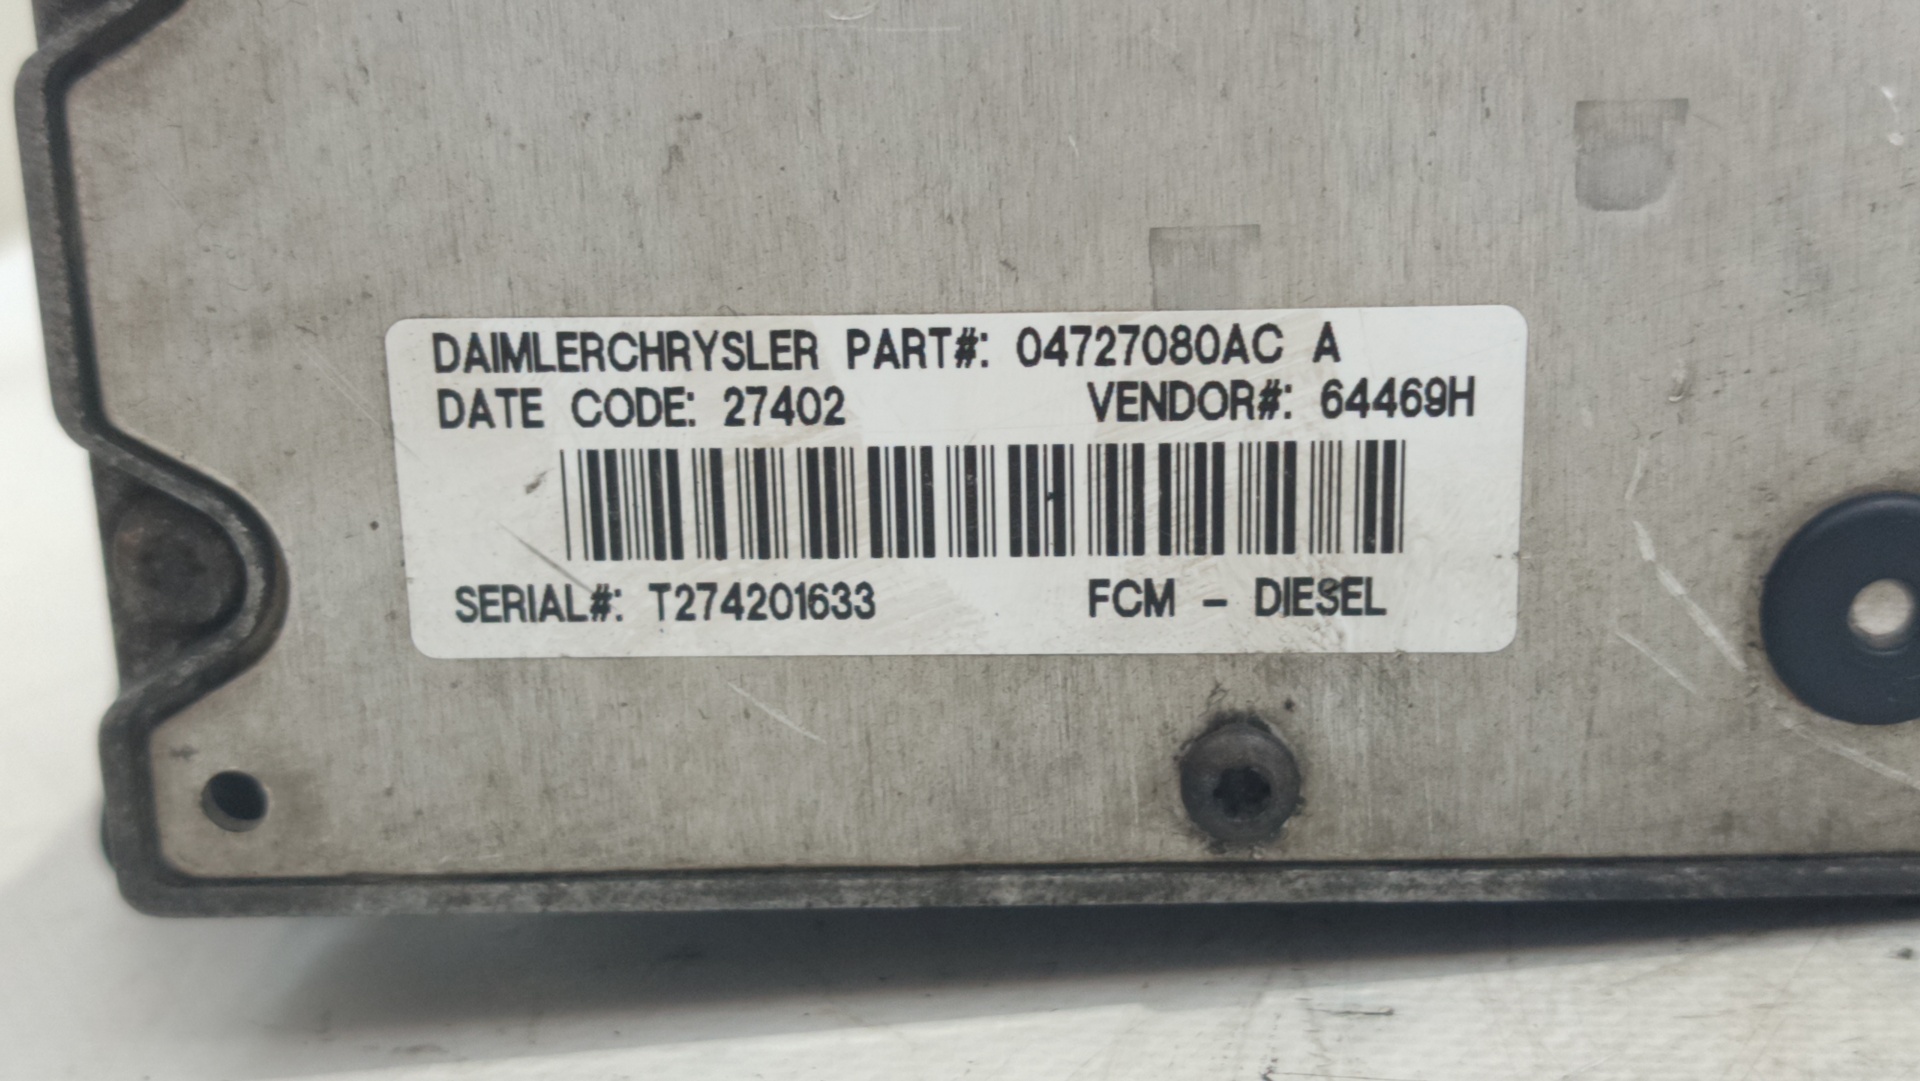 DAIMLERCHRYSLER PART#: 04727080AC A
DATE CODE: 27402 VENDOR#: 64469H
SERIAL#: T274201633 FCM - DIESEL